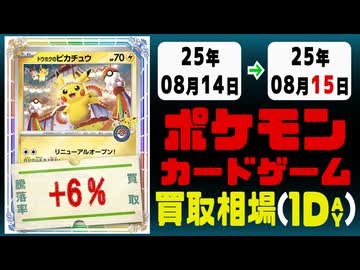 トウホクのピカチュウ HP70
リニューアルオープン!
騰落率 +6% 買取
25年
08月14日
25年
08月15日
ポケモン
カードゲーム
買取相場(1D)